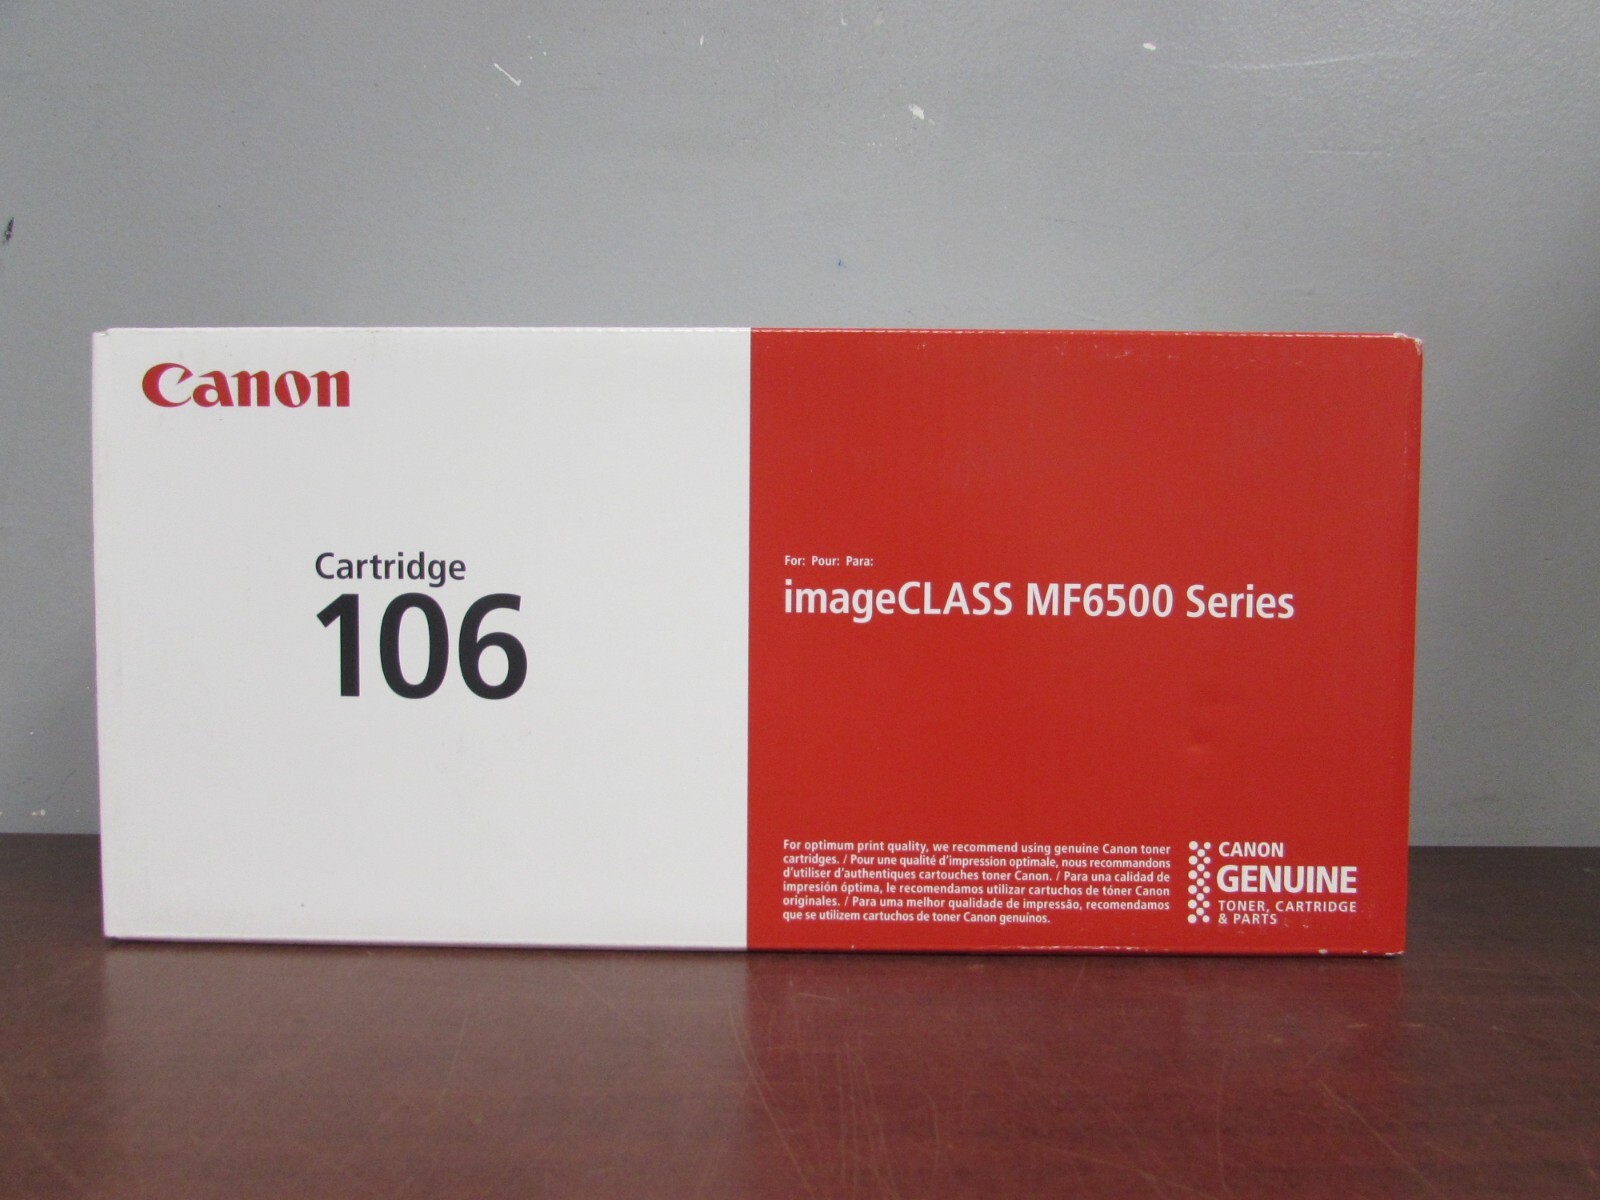 Canon
Cartridge
106
For: Pour: Para:
imageCLASS MF6500 Series
For optimum print quality, we recommend using genuine Canon toner
cartridges. / Pour une qualité d'impression optimale, nous recommandons
d'utiliser d'authentiques cartouches toner Canon. / Para una calidad de
impresión óptima, le recomendamos utilizar cartuchos de tóner Canon
originales. / Para uma melhor qualidade de impressão, recomendamos
que se utilizem cartuchos de toner Canon genuínos.
CANON
GENUINE
TONER, CARTRIDGE
& PARTS